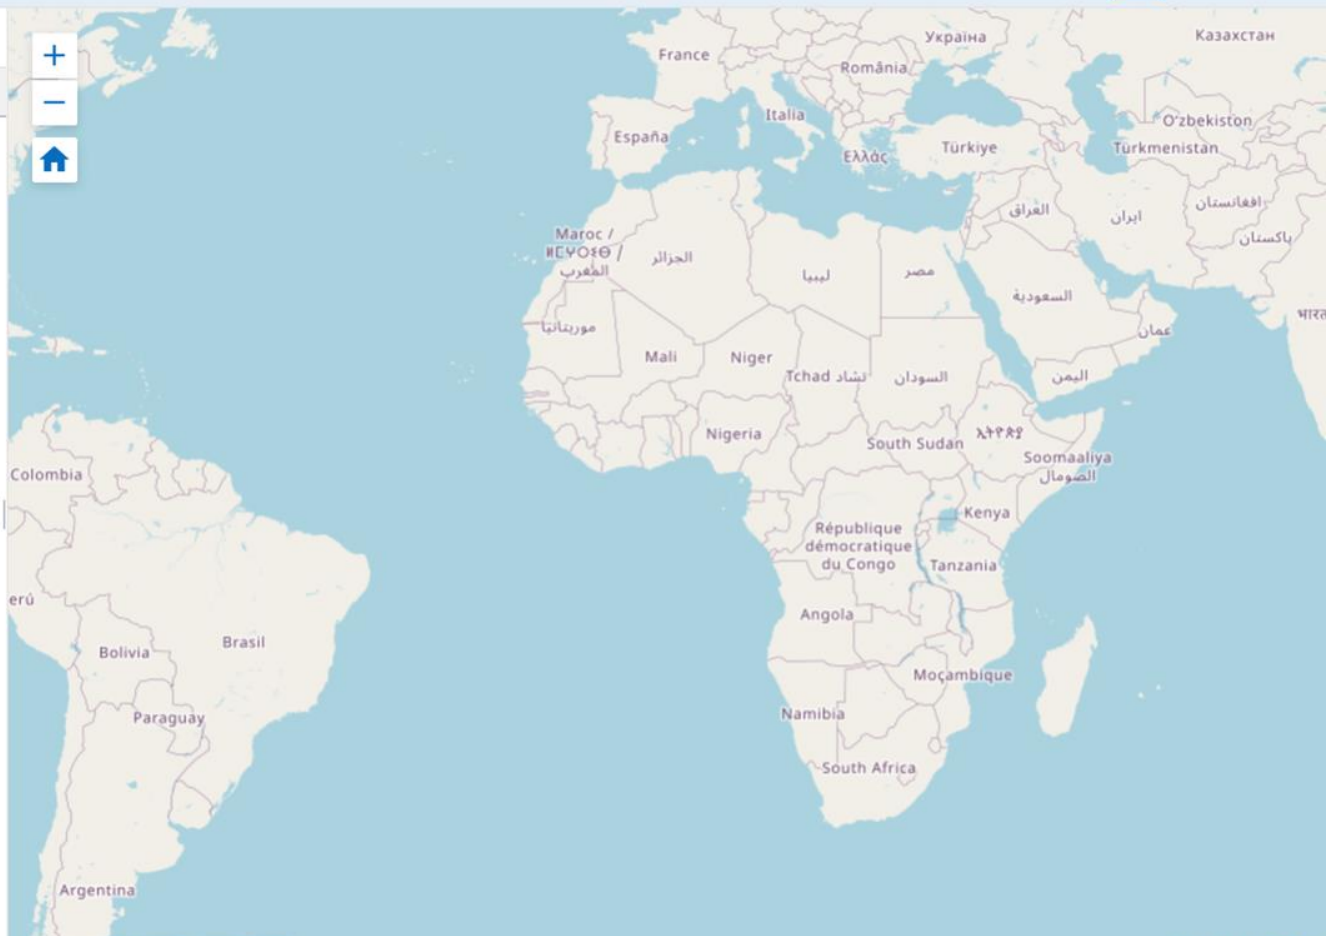 Україна
Казахстан
France
România
Italia
O'zbekiston
España
Ελλάς
Türkiye
Türkmenistan
العراق
ایران
افغانستان
پاکستان
Maroc /
ⵍⵎⵖⵔⵉⴱ /
المغرب
الجزائر
ليبيا
مصر
السعودية
भारत
موريتانيا
عمان
Mali
Niger
Tchad تشاد
السودان
اليمن
Nigeria
South Sudan
ኢትዮጵያ
Soomaaliya
الصومال
Colombia
Kenya
République
démocratique
du Congo
Tanzania
erú
Angola
Brasil
Bolivia
Moçambique
Paraguay
Namibia
South Africa
Argentina